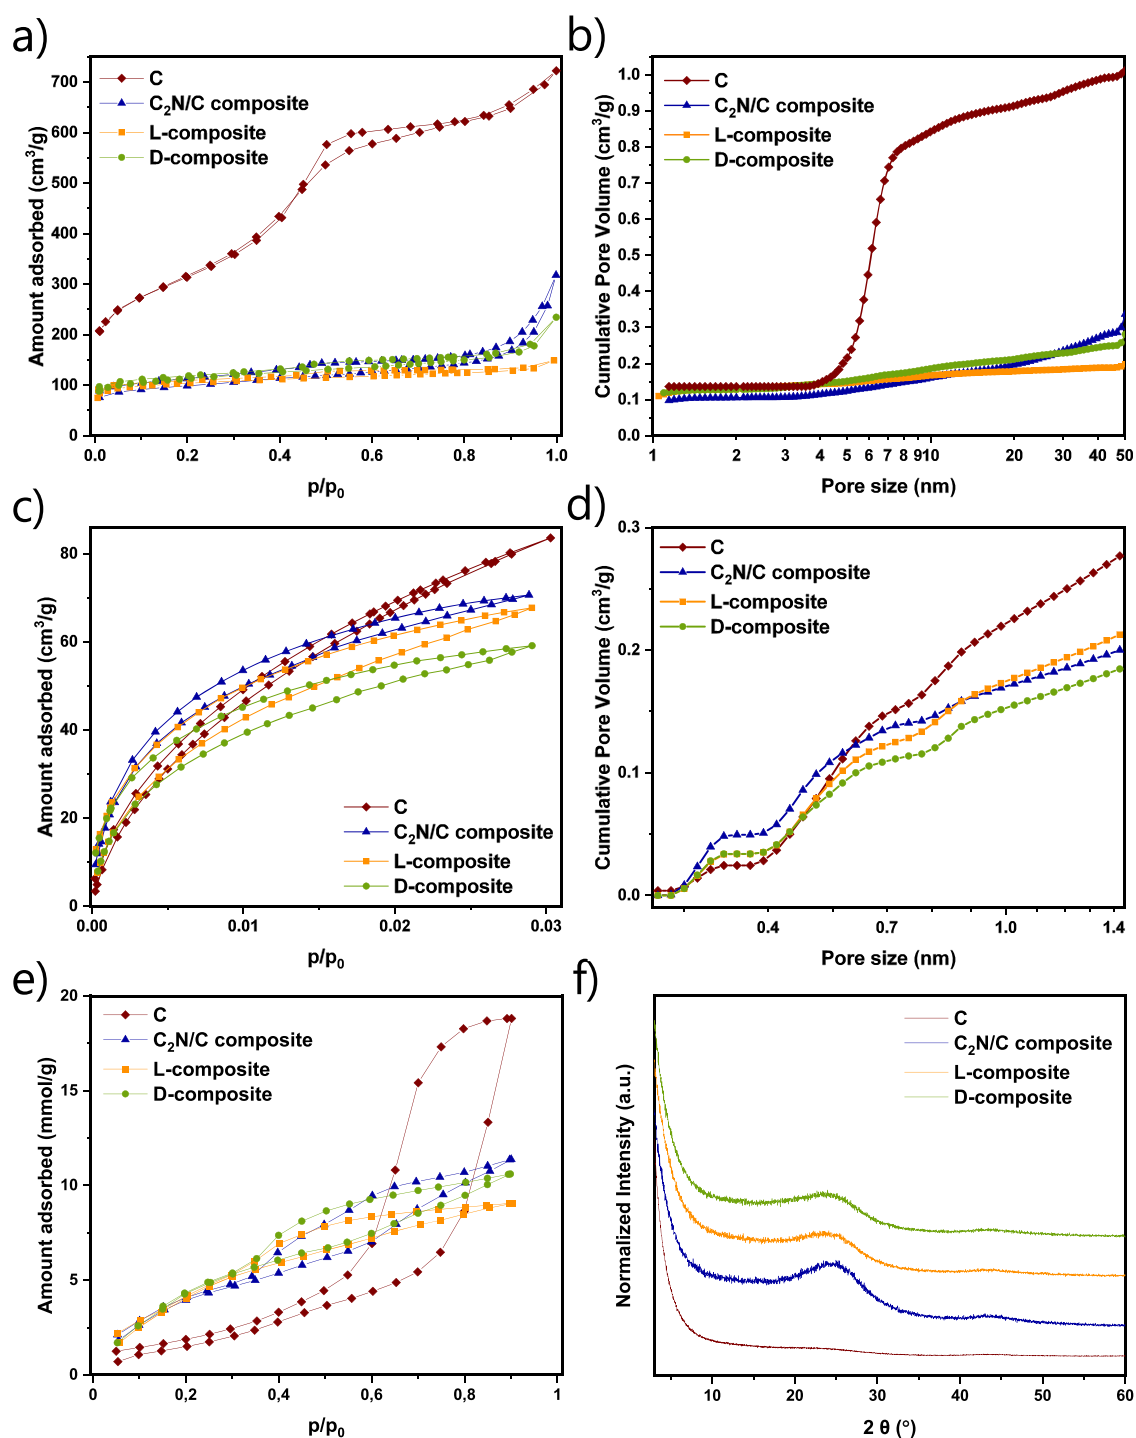 a)
C
C₂N/C composite
L-composite
D-composite
Amount adsorbed (cm³/g)
700
600
500
400
300
200
100
0
0.0 0.2 0.4 0.6 0.8 1.0
p/p₀
b)
C
C₂N/C composite
L-composite
D-composite
Cumulative Pore Volume (cm³/g)
1.0
0.9
0.8
0.7
0.6
0.5
0.4
0.3
0.2
0.1
0.0
1 2 3 4 5 6 7 8 9 10 20 30 40 50
Pore size (nm)
c)
Amount adsorbed (cm³/g)
80
60
40
20
0
C
C₂N/C composite
L-composite
D-composite
0.00 0.01 0.02 0.03
p/p₀
d)
C
C₂N/C composite
L-composite
D-composite
Cumulative Pore Volume (cm³/g)
0.3
0.2
0.1
0.0
0.4 0.7 1.0 1.4
Pore size (nm)
e)
C
C₂N/C composite
L-composite
D-composite
Amount adsorbed (mmol/g)
20
15
10
5
0
0 0,2 0,4 0,6 0,8 1
p/p₀
f)
C
C₂N/C composite
L-composite
D-composite
Normalized Intensity (a.u.)
10 20 30 40 50 60
2 θ (°)